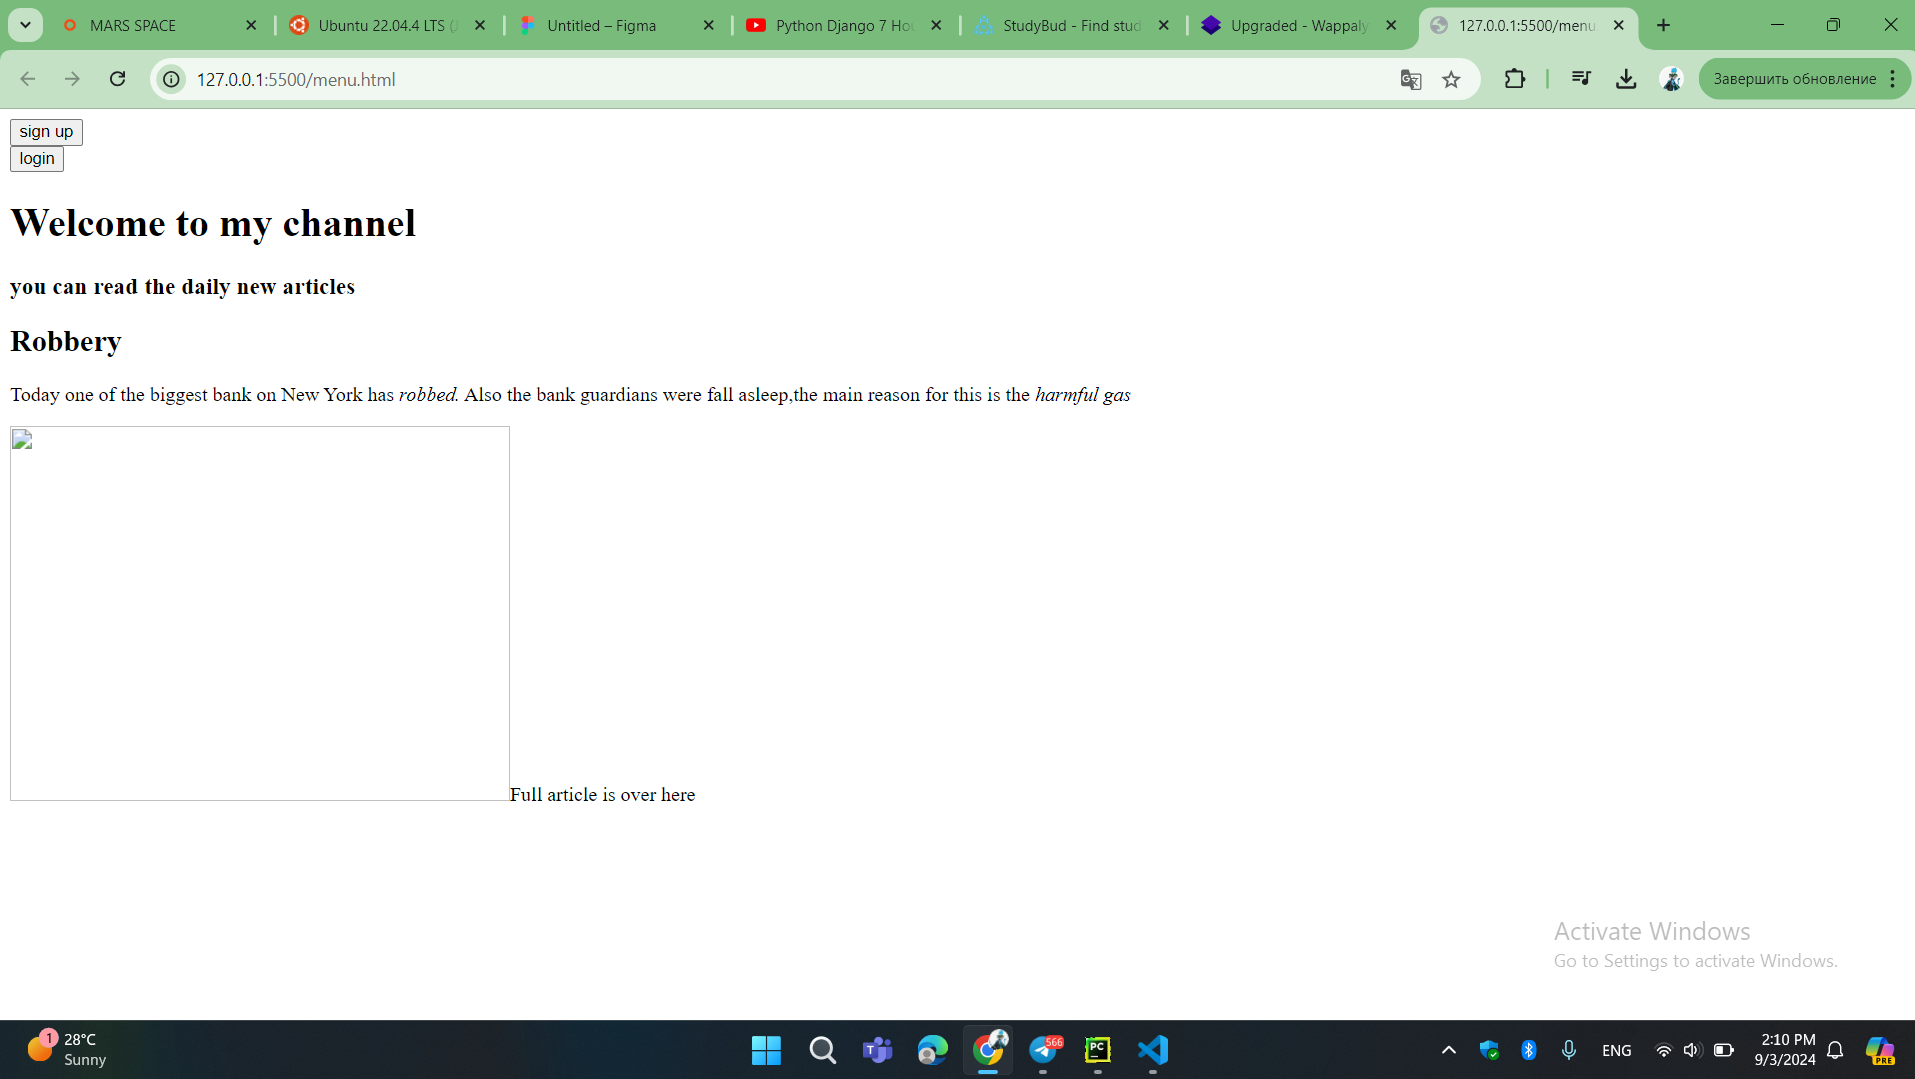 MARS SPACE
Ubuntu 22.04.4 LTS (J
Untitled – Figma
Python Django 7 Hou
StudyBud - Find stud
Upgraded - Wappaly
127.0.0.1:5500/menu
127.0.0.1:5500/menu.html
Завершить обновление
sign up
login
Welcome to my channel
you can read the daily new articles
Robbery
Today one of the biggest bank on New York has robbed. Also the bank guardians were fall asleep,the main reason for this is the harmful gas
Full article is over here
Activate Windows
Go to Settings to activate Windows.
1
28°C
Sunny
566
PC
ENG
2:10 PM
9/3/2024
PRE